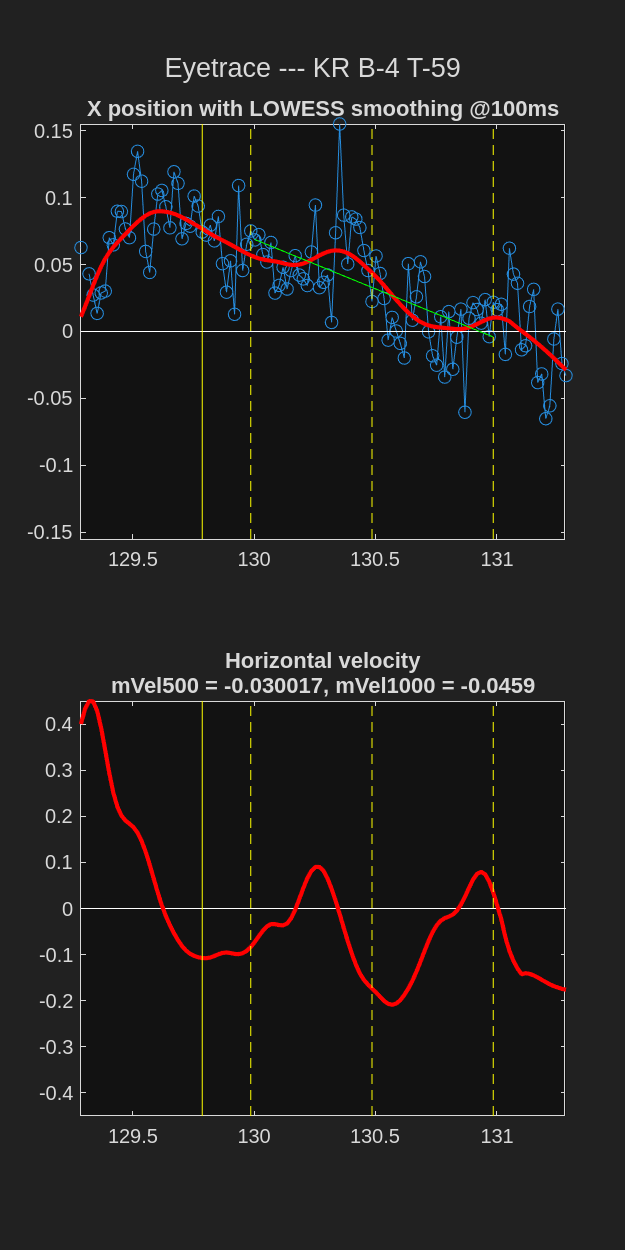 Eyetrace --- KR B-4 T-59
X position with LOWESS smoothing @100ms
0.15
0.1
0.05
0
-0.05
-0.1
-0.15
129.5 130 130.5 131
Horizontal velocity
mVel500 = -0.030017, mVel1000 = -0.0459
0.4
0.3
0.2
0.1
0
-0.1
-0.2
-0.3
-0.4
129.5 130 130.5 131